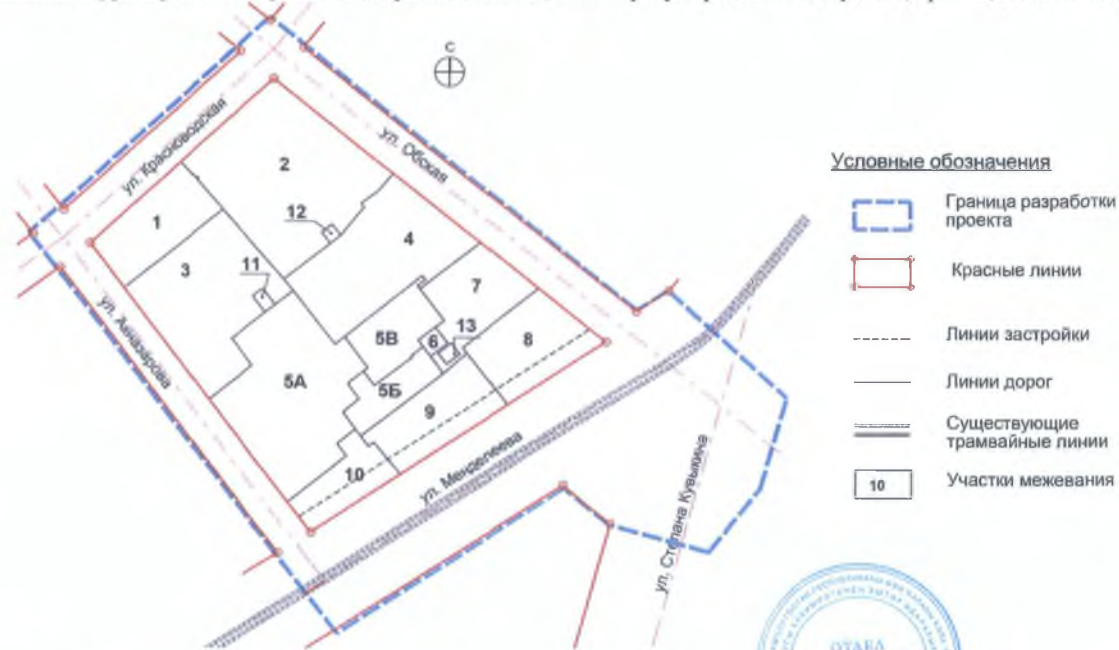 С
ул. Красноводская
ул. Обская
2
1
12
3
4
11
7
13
5В
6
8
5А
5Б
9
10
ул. Менделеева
ул. Степана Кувыкина
ул.
Условные обозначения
Граница разработки
проекта
Красные линии
Линии застройки
Линии дорог
Существующие
трамвайные линии
10
Участки межевания
ОТДЕЛ